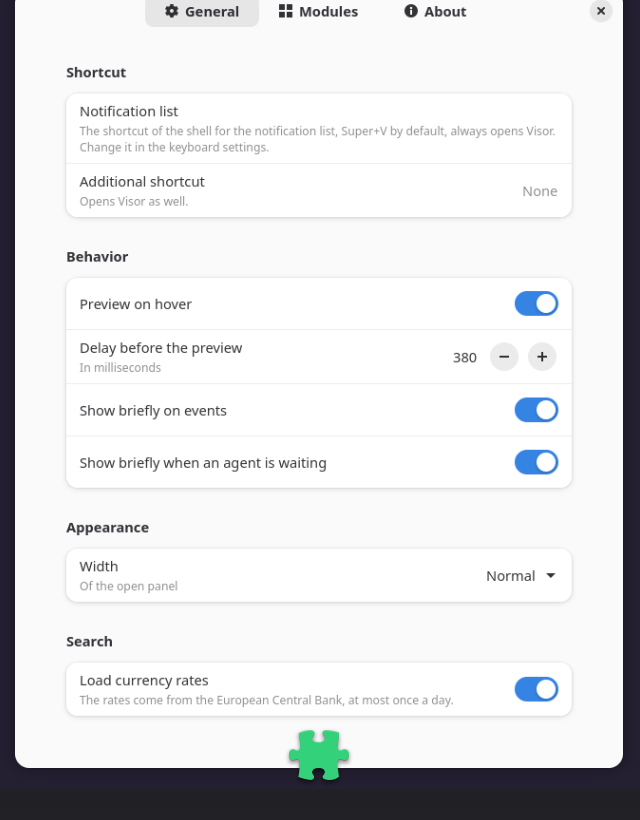 General
Modules
About
Shortcut
Notification list
The shortcut of the shell for the notification list, Super+V by default, always opens Visor.
Change it in the keyboard settings.
Additional shortcut
Opens Visor as well.
None
Behavior
Preview on hover
Delay before the preview
In milliseconds
380
Show briefly on events
Show briefly when an agent is waiting
Appearance
Width
Of the open panel
Normal
Search
Load currency rates
The rates come from the European Central Bank, at most once a day.